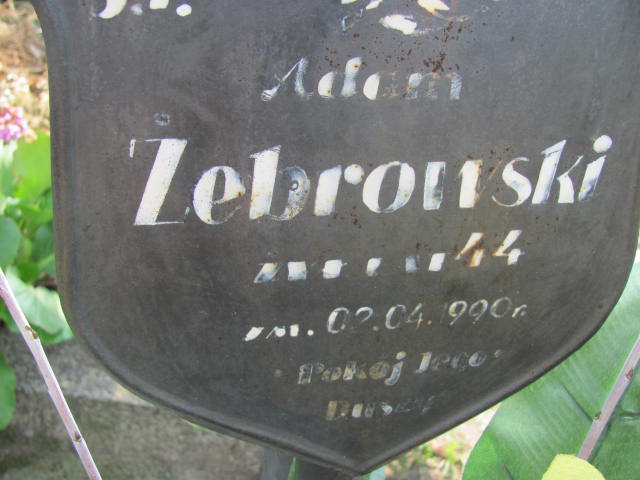 Ś.P.
Adam
Żebrowski
44
zm. 02.04.1990r.
Pokój Jego
Duszy